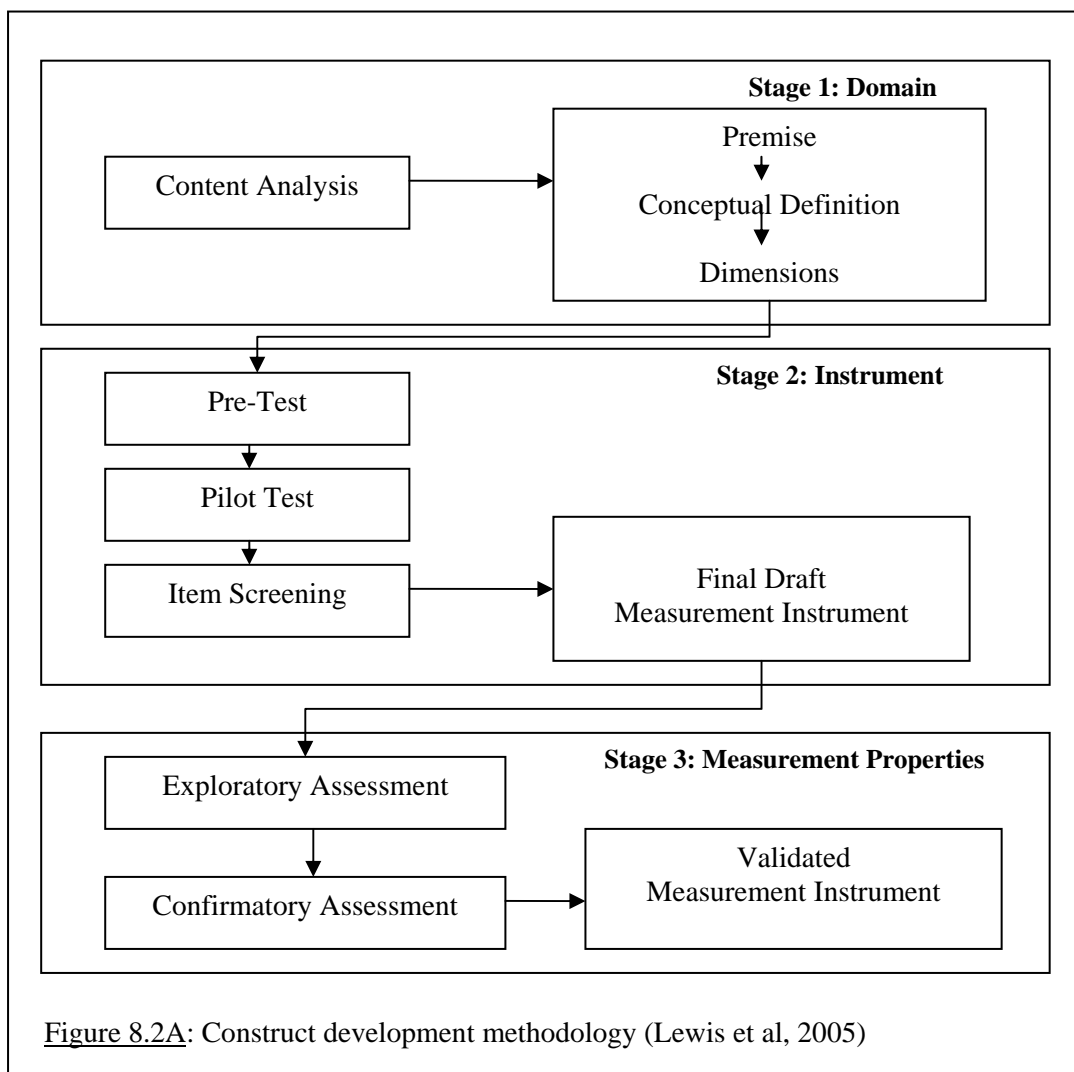 Stage 1: Domain
Content Analysis
Premise
Conceptual Definition
Dimensions
Stage 2: Instrument
Pre-Test
Pilot Test
Item Screening
Final Draft
Measurement Instrument
Stage 3: Measurement Properties
Exploratory Assessment
Confirmatory Assessment
Validated
Measurement Instrument
Figure 8.2A: Construct development methodology (Lewis et al, 2005)